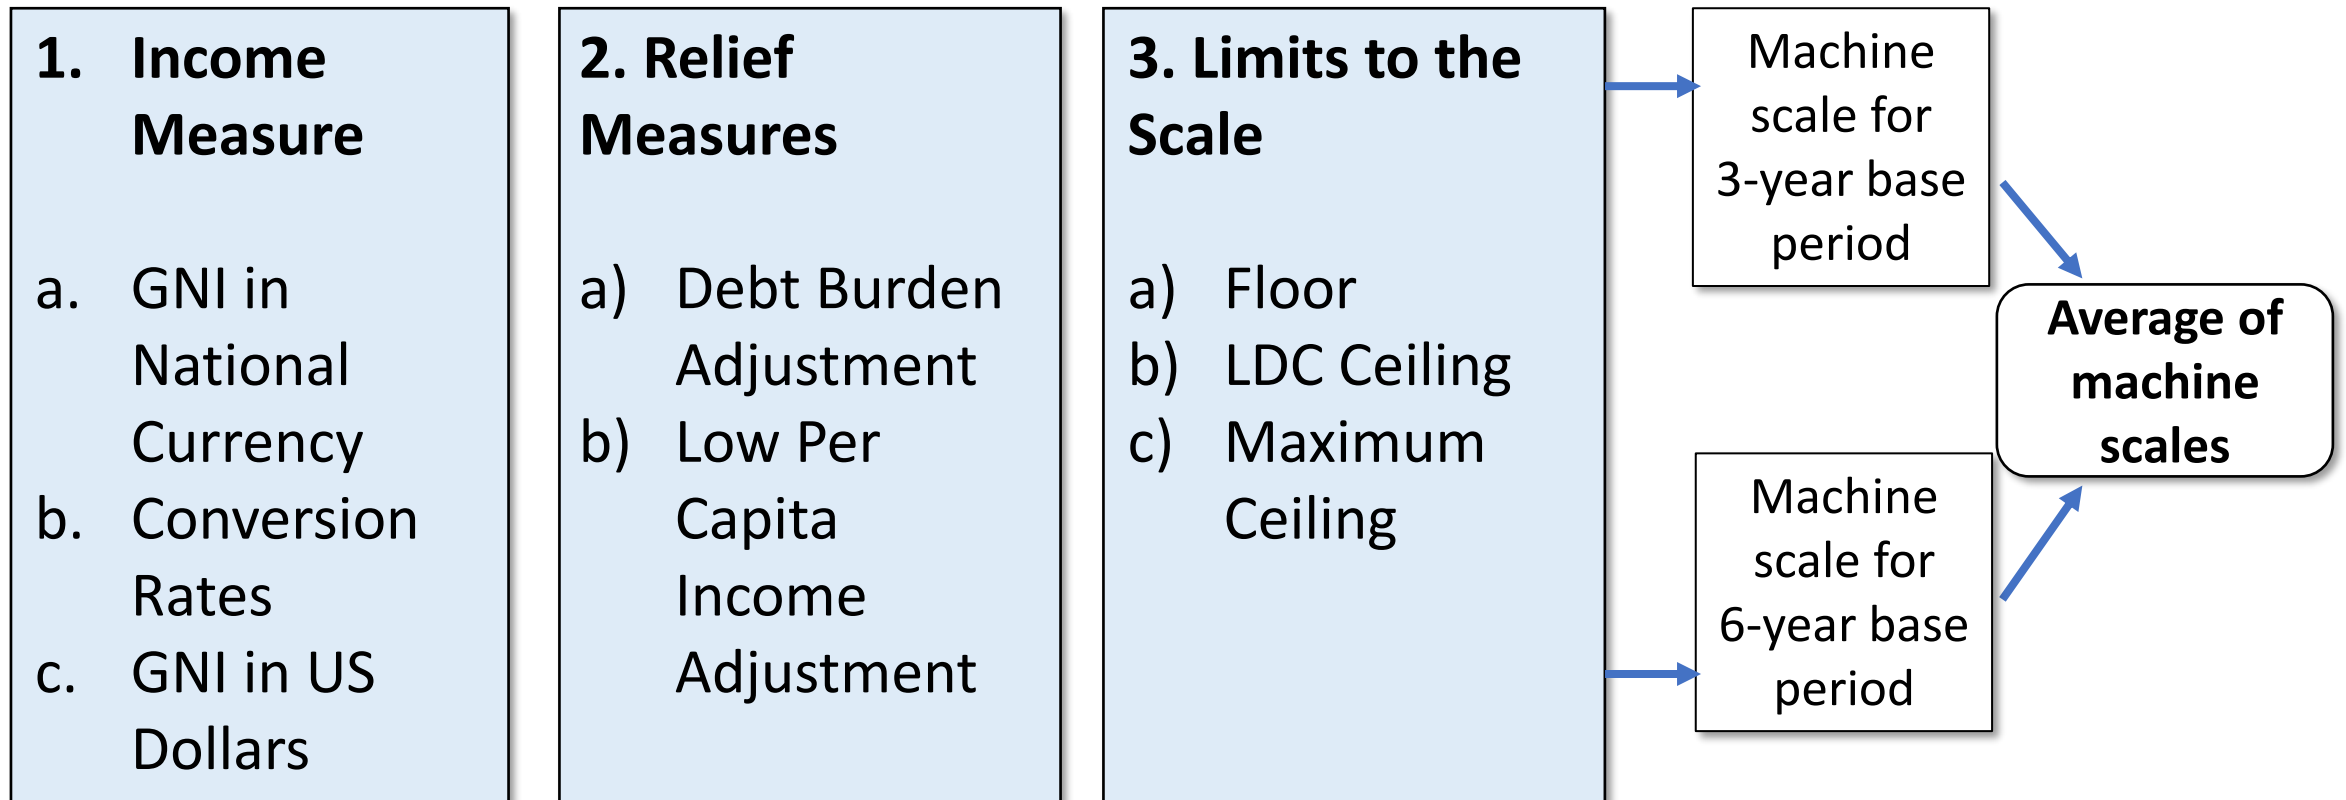 1. Income
Measure
a. GNI in
National
Currency
b. Conversion
Rates
c. GNI in US
Dollars
2. Relief
Measures
a) Debt Burden
Adjustment
b) Low Per
Capita
Income
Adjustment
3. Limits to the
Scale
a) Floor
b) LDC Ceiling
c) Maximum
Ceiling
Machine
scale for
3-year base
period
Machine
scale for
6-year base
period
Average of
machine
scales